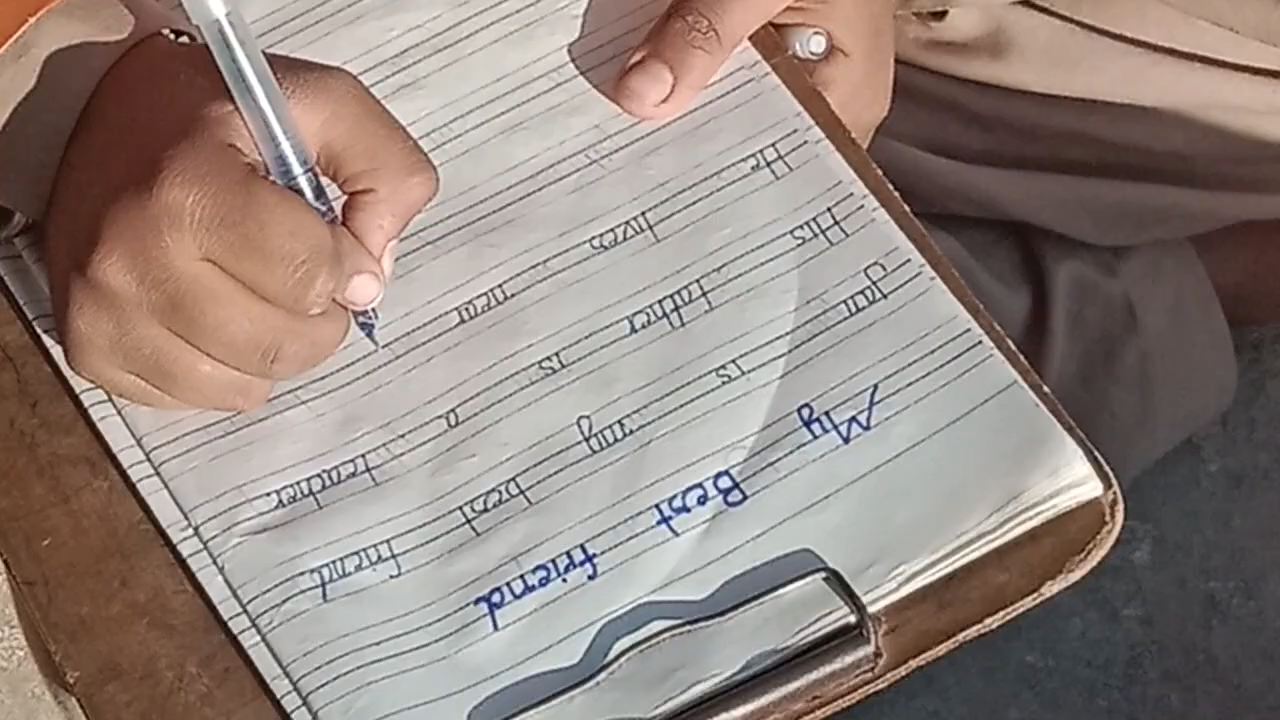 My Best friend
Jan is my best friend.
His father is a teacher.
He lives near